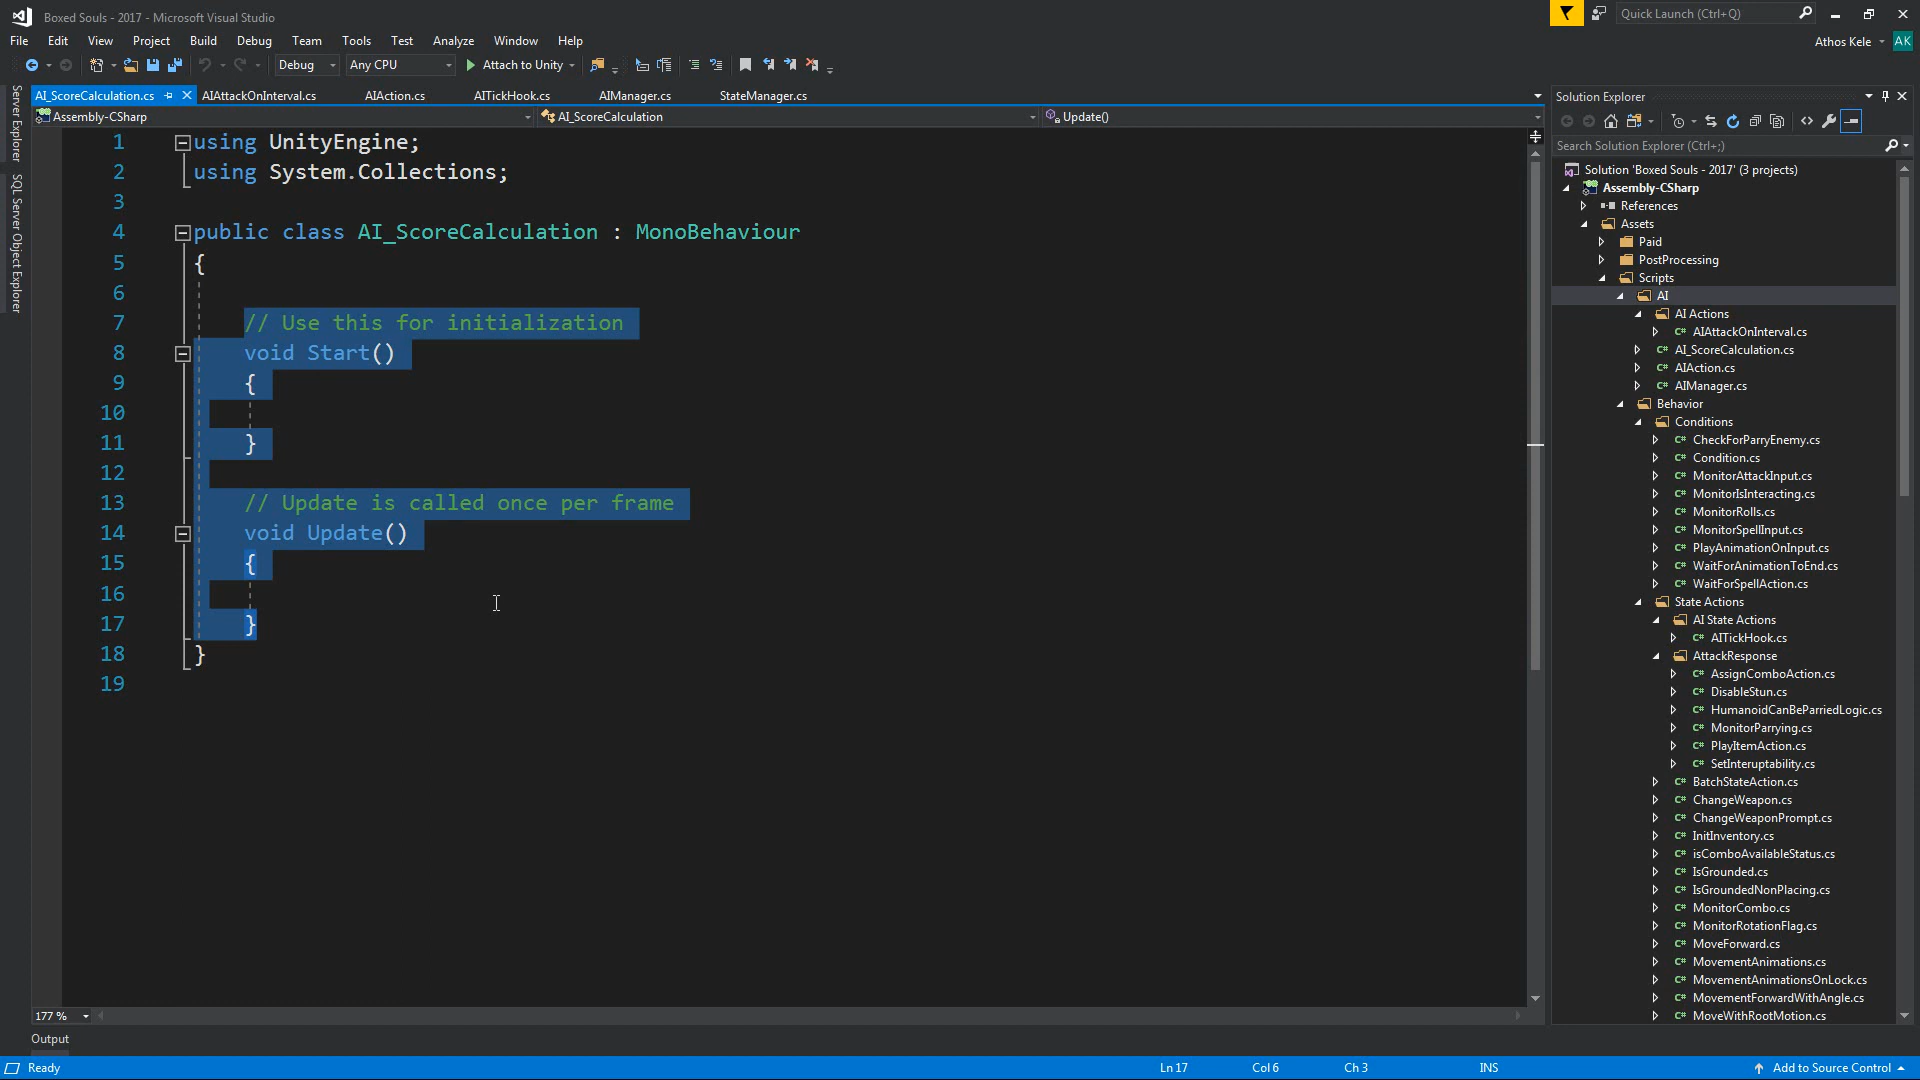 Boxed Souls - 2017 - Microsoft Visual Studio
Quick Launch (Ctrl+Q)
File Edit View Project Build Debug Team Tools Test Analyze Window Help
Athos Kele AK
Debug Any CPU Attach to Unity
AI_ScoreCalculation.cs AIAttackOnInterval.cs AIAction.cs AITickHook.cs AIManager.cs StateManager.cs
Assembly-CSharp AI_ScoreCalculation Update()
Server Explorer
SQL Server Object Explorer
1 using UnityEngine;
2 using System.Collections;
3
4 public class AI_ScoreCalculation : MonoBehaviour
5 {
6
7 // Use this for initialization
8 void Start()
9 {
10
11 }
12
13 // Update is called once per frame
14 void Update()
15 {
16
17 }
18 }
19
177 %
Output
Solution Explorer
Search Solution Explorer (Ctrl+;)
Solution 'Boxed Souls - 2017' (3 projects)
Assembly-CSharp
References
Assets
Paid
PostProcessing
Scripts
AI
AI Actions
C# AIAttackOnInterval.cs
C# AI_ScoreCalculation.cs
C# AIAction.cs
C# AIManager.cs
Behavior
Conditions
C# CheckForParryEnemy.cs
C# Condition.cs
C# MonitorAttackInput.cs
C# MonitorIsInteracting.cs
C# MonitorRolls.cs
C# MonitorSpellInput.cs
C# PlayAnimationOnInput.cs
C# WaitForAnimationToEnd.cs
C# WaitForSpellAction.cs
State Actions
AI State Actions
C# AITickHook.cs
AttackResponse
C# AssignComboAction.cs
C# DisableStun.cs
C# HumanoidCanBeParriedLogic.cs
C# MonitorParrying.cs
C# PlayItemAction.cs
C# SetInteruptability.cs
C# BatchStateAction.cs
C# ChangeWeapon.cs
C# ChangeWeaponPrompt.cs
C# InitInventory.cs
C# isComboAvailableStatus.cs
C# IsGrounded.cs
C# IsGroundedNonPlacing.cs
C# MonitorCombo.cs
C# MonitorRotationFlag.cs
C# MoveForward.cs
C# MovementAnimations.cs
C# MovementAnimationsOnLock.cs
C# MovementForwardWithAngle.cs
C# MoveWithRootMotion.cs
Ready Ln 17 Col 6 Ch 3 INS Add to Source Control